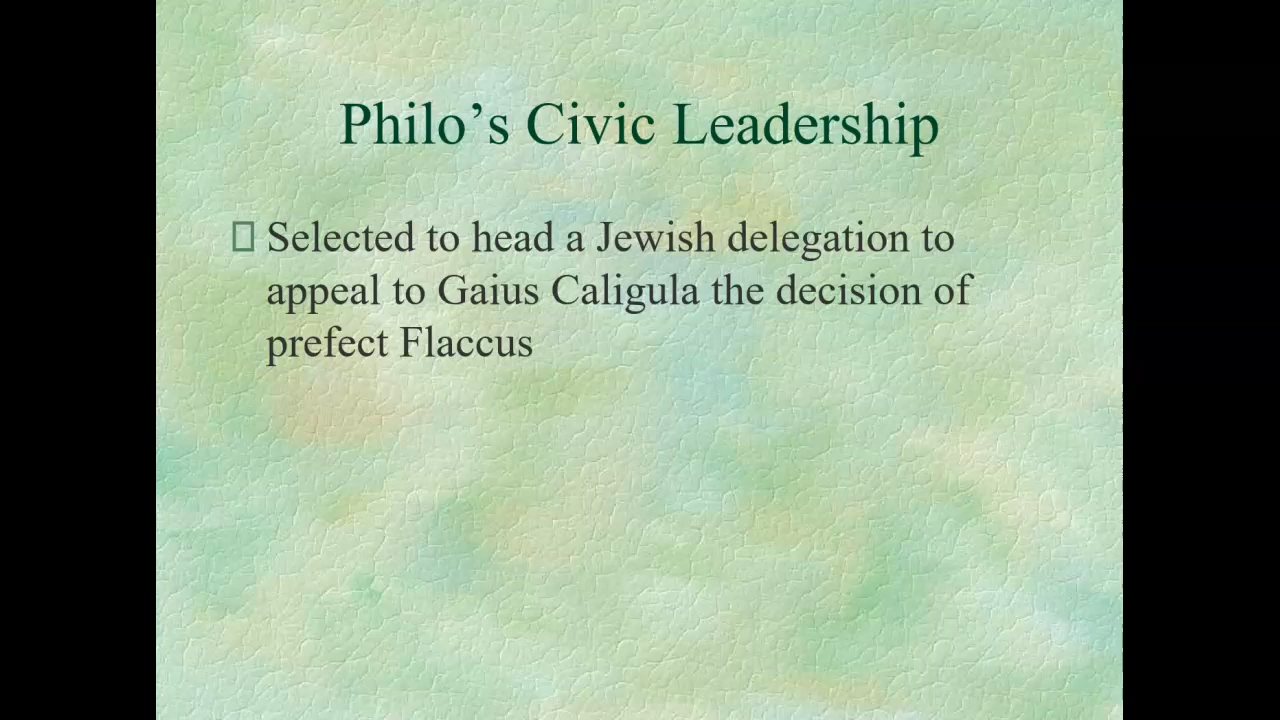 Philo’s Civic Leadership
Selected to head a Jewish delegation to
appeal to Gaius Caligula the decision of
prefect Flaccus